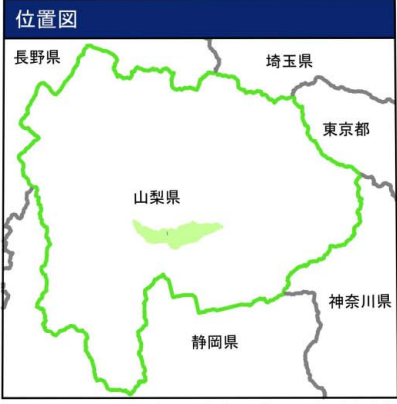 位置図
長野県
埼玉県
東京都
山梨県
神奈川県
静岡県